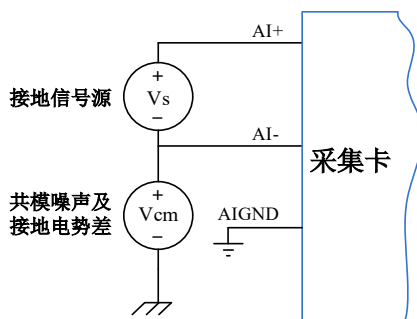 AI+
+
接地信号源
Vs
−
AI-
采集卡
共模噪声及
接地电势差
+
Vcm
−
AIGND